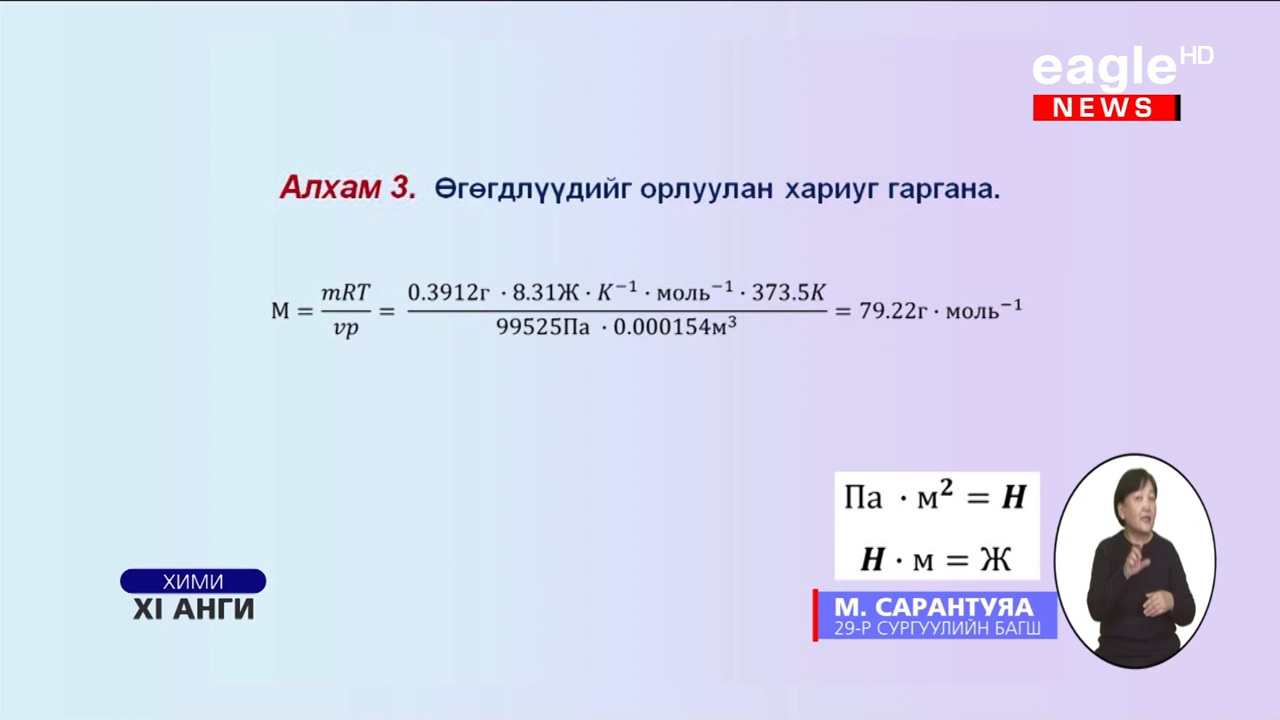 eagle HD
NEWS
Алхам 3. Өгөгдлүүдийг орлуулан хариуг гаргана.
M = mRT / vp = 0.3912г · 8.31Ж · K⁻¹ · моль⁻¹ · 373.5K / 99525Па · 0.000154м³ = 79.22г · моль⁻¹
Па · м² = Н
Н · м = Ж
ХИМИ
XI АНГИ
М. САРАНТУЯА
29-Р СУРГУУЛИЙН БАГШ